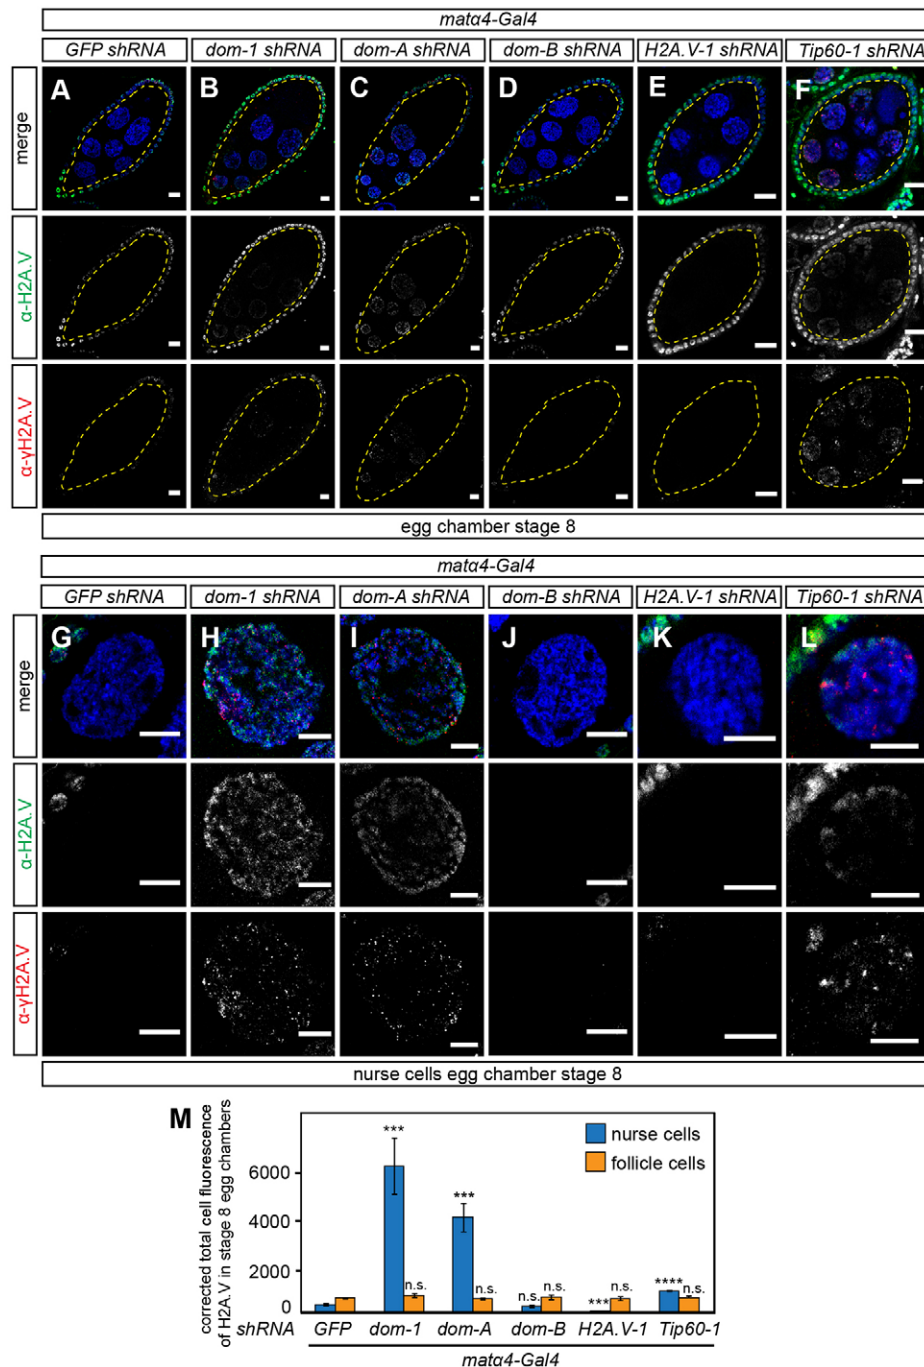 matα4-Gal4
GFP shRNA dom-1 shRNA dom-A shRNA dom-B shRNA H2A.V-1 shRNA Tip60-1 shRNA
A B C D E F
merge
α-H2A.V
α-γH2A.V
egg chamber stage 8
matα4-Gal4
GFP shRNA dom-1 shRNA dom-A shRNA dom-B shRNA H2A.V-1 shRNA Tip60-1 shRNA
G H I J K L
merge
α-H2A.V
α-γH2A.V
nurse cells egg chamber stage 8
M
corrected total cell fluorescence
of H2A.V in stage 8 egg chambers
6000
4000
2000
0
nurse cells
follicle cells
*** n.s. *** n.s. n.s. n.s. *** n.s. **** n.s.
shRNA GFP dom-1 dom-A dom-B H2A.V-1 Tip60-1
matα4-Gal4